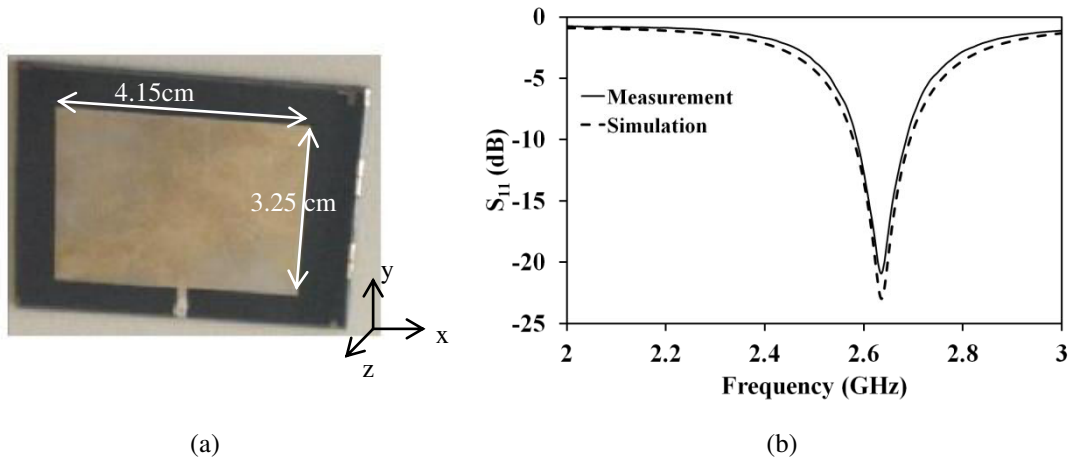 4.15cm
3.25 cm
y
x
z
(a)
0
-5
-10
-15
-20
-25
S11 (dB)
Measurement
Simulation
2
2.2
2.4
2.6
2.8
3
Frequency (GHz)
(b)